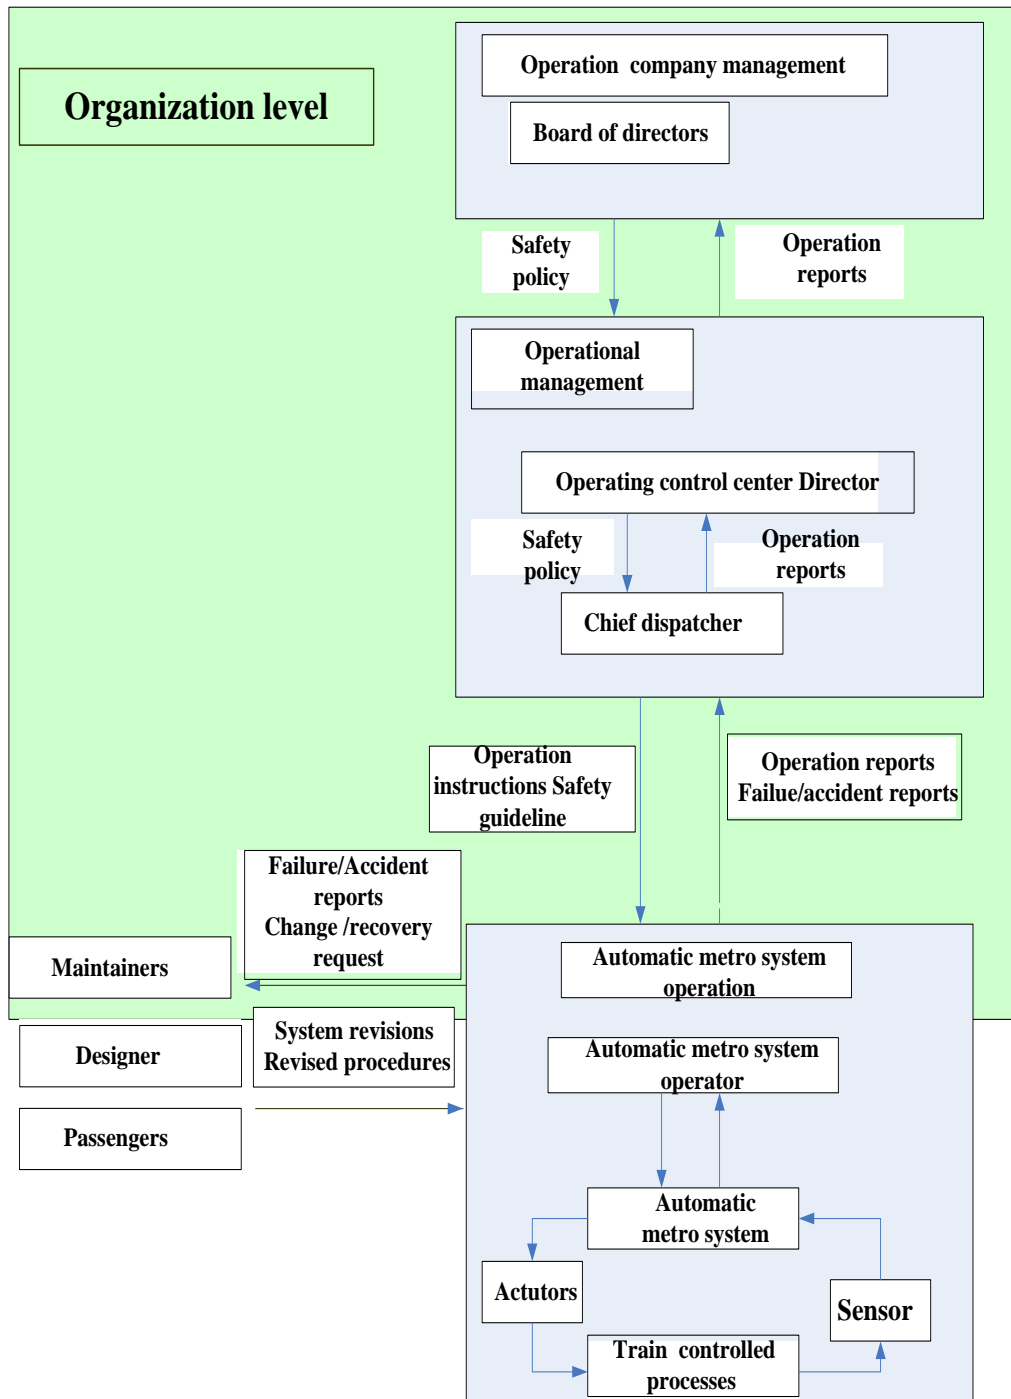 Organization level
Operation company management
Board of directors
Safety
policy
Operation
reports
Operational
management
Operating control center Director
Safety
policy
Operation
reports
Chief dispatcher
Operation
instructions Safety
guideline
Operation reports
Failue/accident reports
Failure/Accident
reports
Change /recovery
request
Maintainers
Automatic metro system
operation
Designer
System revisions
Revised procedures
Automatic metro system
operator
Passengers
Automatic
metro system
Actutors
Sensor
Train controlled
processes